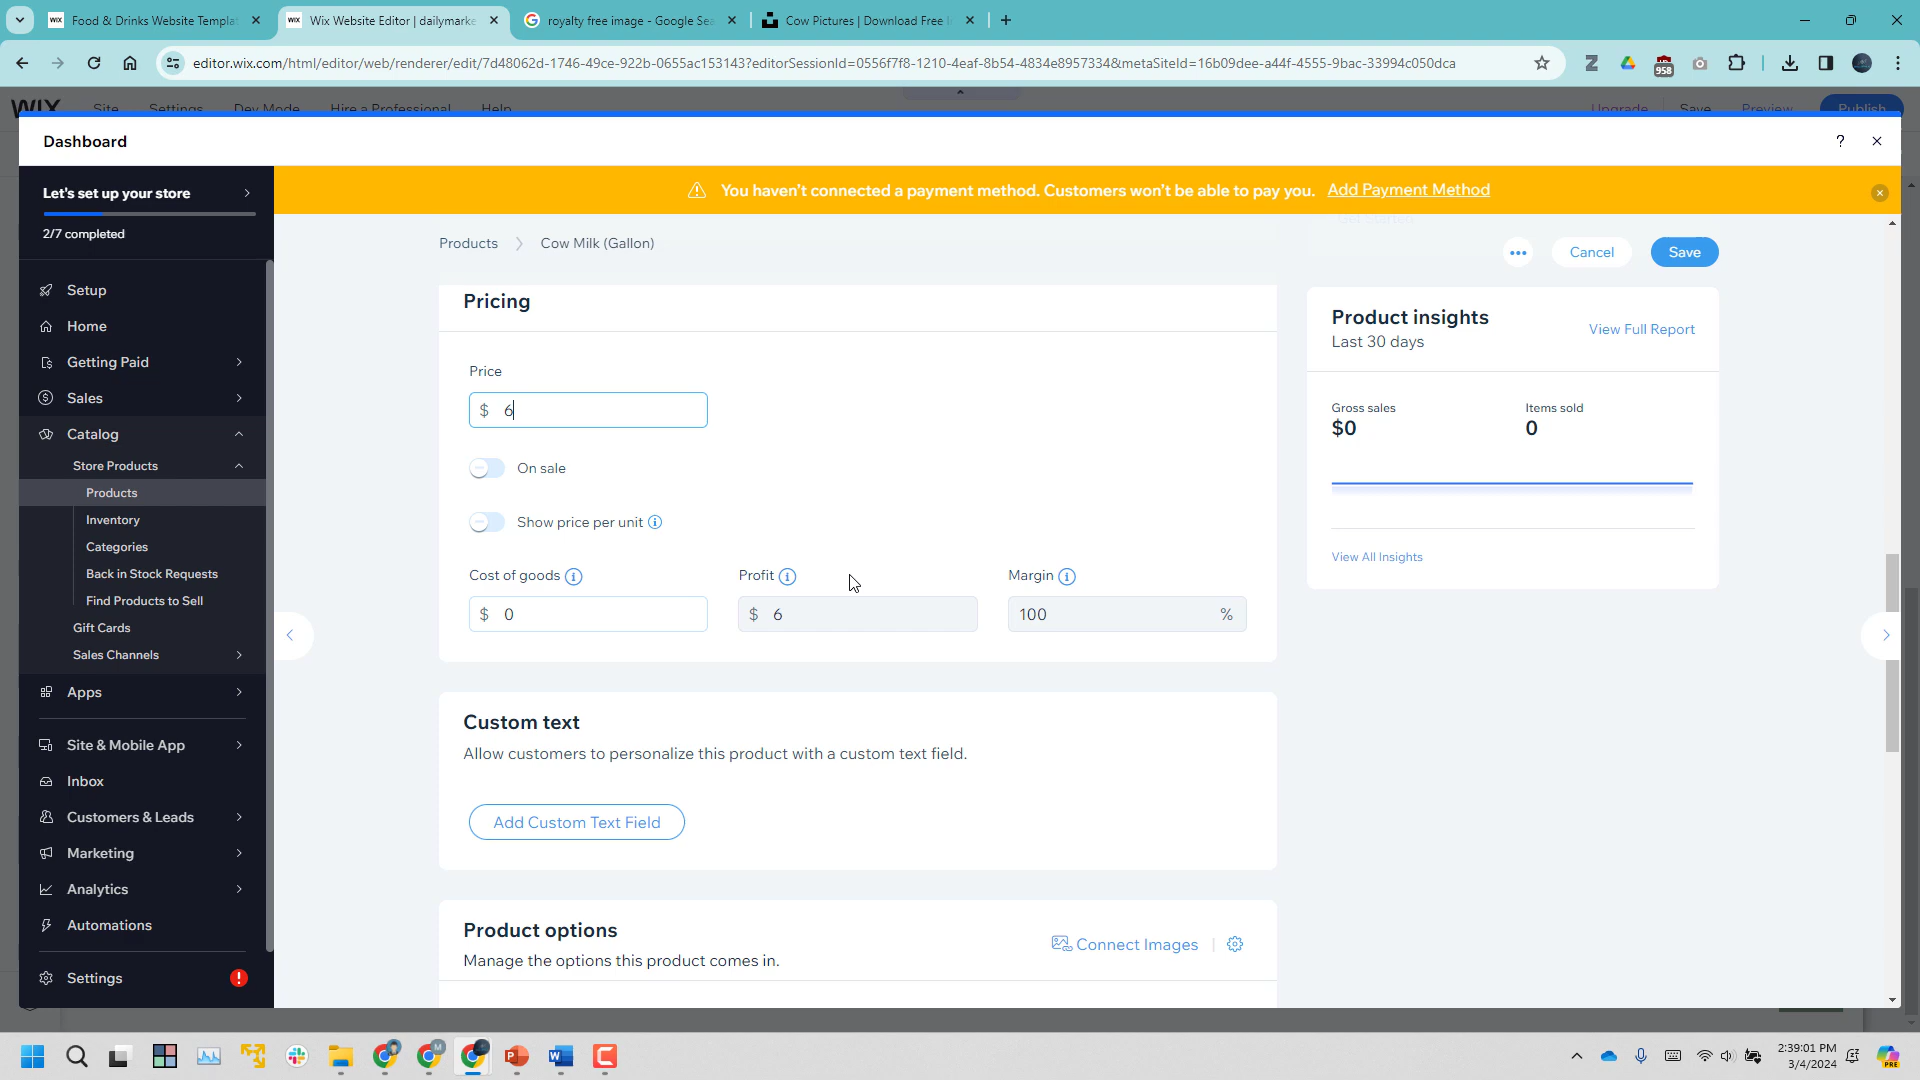 Food & Drinks Website Templat
Wix Website Editor | dailymarke
royalty free image - Google Sea
Cow Pictures | Download Free I
editor.wix.com/html/editor/web/renderer/edit/7d48062d-1746-49ce-922b-0655ac153143?editorSessionId=0556f7f8-1210-4eaf-8b54-4834e8957334&metaSiteId=16b09dee-a44f-4555-9bac-33994c050dca
958
WIX Site Settings Dev Mode Hire a Professional Help Upgrade Save Preview Publish
Dashboard
?
Let's set up your store
2/7 completed
Setup
Home
Getting Paid
Sales
Catalog
Store Products
Products
Inventory
Categories
Back in Stock Requests
Find Products to Sell
Gift Cards
Sales Channels
Apps
Site & Mobile App
Inbox
Customers & Leads
Marketing
Analytics
Automations
Settings
You haven't connected a payment method. Customers won't be able to pay you. Add Payment Method
Products > Cow Milk (Gallon)
Cancel
Save
Pricing
Price
$ 6
On sale
Show price per unit
Cost of goods
$ 0
Profit
$ 6
Margin
100 %
Custom text
Allow customers to personalize this product with a custom text field.
Add Custom Text Field
Product options
Manage the options this product comes in.
Connect Images
Product insights
Last 30 days
View Full Report
Gross sales
$0
Items sold
0
View All Insights
2:39:01 PM
3/4/2024